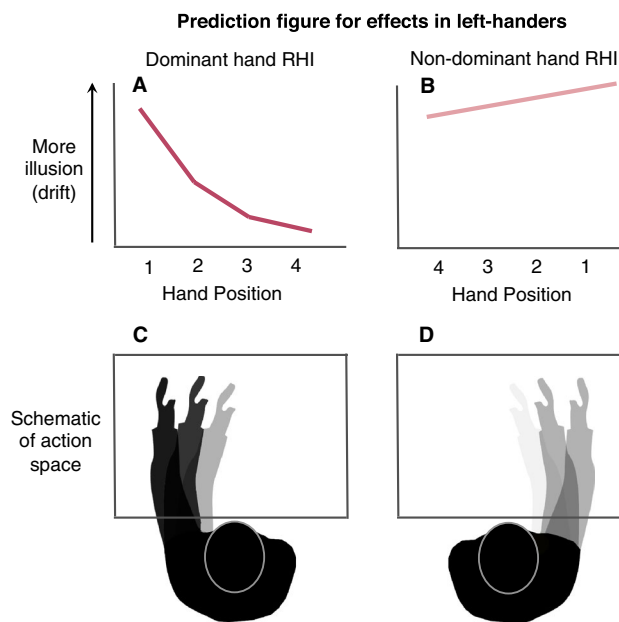 Prediction figure for effects in left-handers
Dominant hand RHI
Non-dominant hand RHI
A
B
More
illusion
(drift)
1 2 3 4
4 3 2 1
Hand Position
Hand Position
C
D
Schematic
of action
space